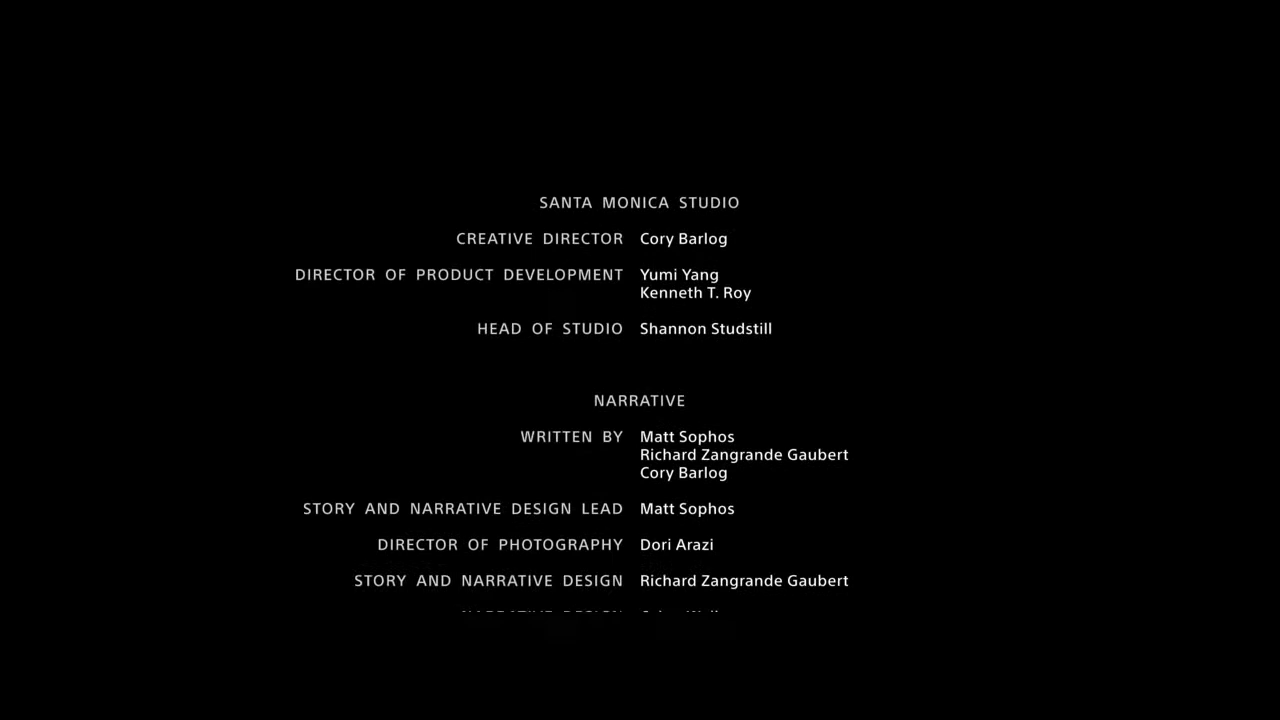 SANTA MONICA STUDIO
CREATIVE DIRECTOR Cory Barlog
DIRECTOR OF PRODUCT DEVELOPMENT Yumi Yang
Kenneth T. Roy
HEAD OF STUDIO Shannon Studstill
NARRATIVE
WRITTEN BY Matt Sophos
Richard Zangrande Gaubert
Cory Barlog
STORY AND NARRATIVE DESIGN LEAD Matt Sophos
DIRECTOR OF PHOTOGRAPHY Dori Arazi
STORY AND NARRATIVE DESIGN Richard Zangrande Gaubert